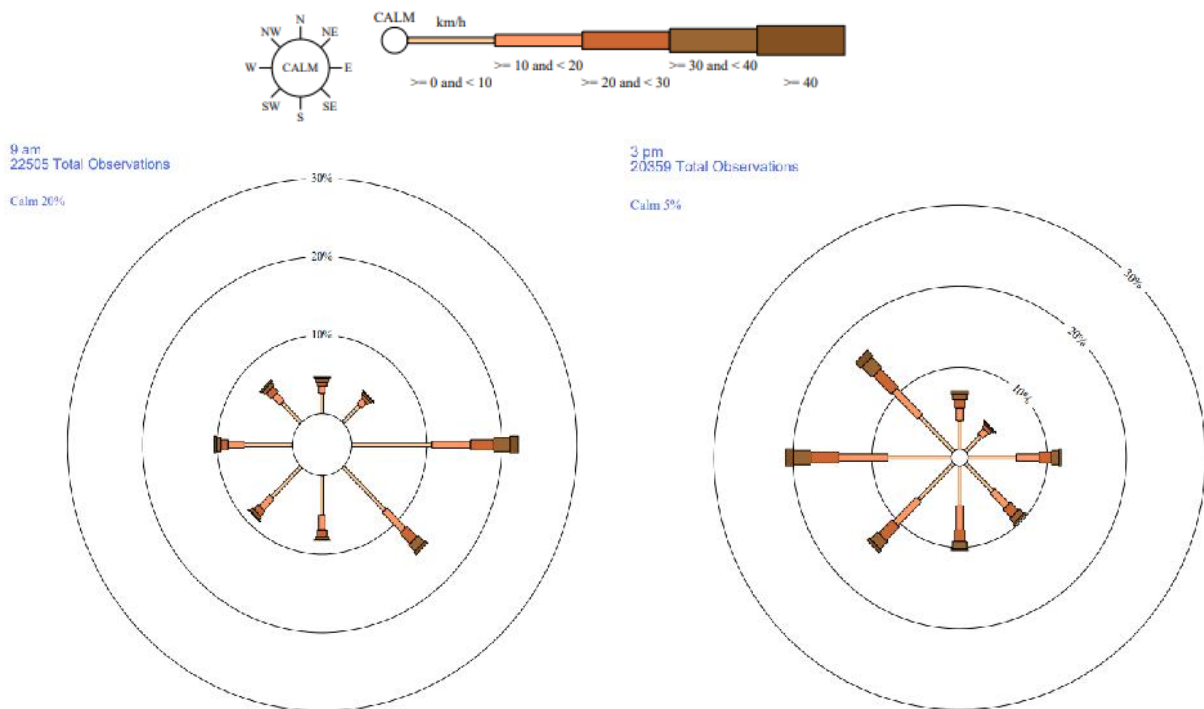 N
NW NE
W CALM E
SW SE
S
CALM
km/h
>= 10 and < 20 >= 30 and < 40
>= 0 and < 10 >= 20 and < 30 >= 40
9 am
22505 Total Observations
Calm 20%
30%
20%
10%
3 pm
20359 Total Observations
Calm 5%
30%
20%
10%